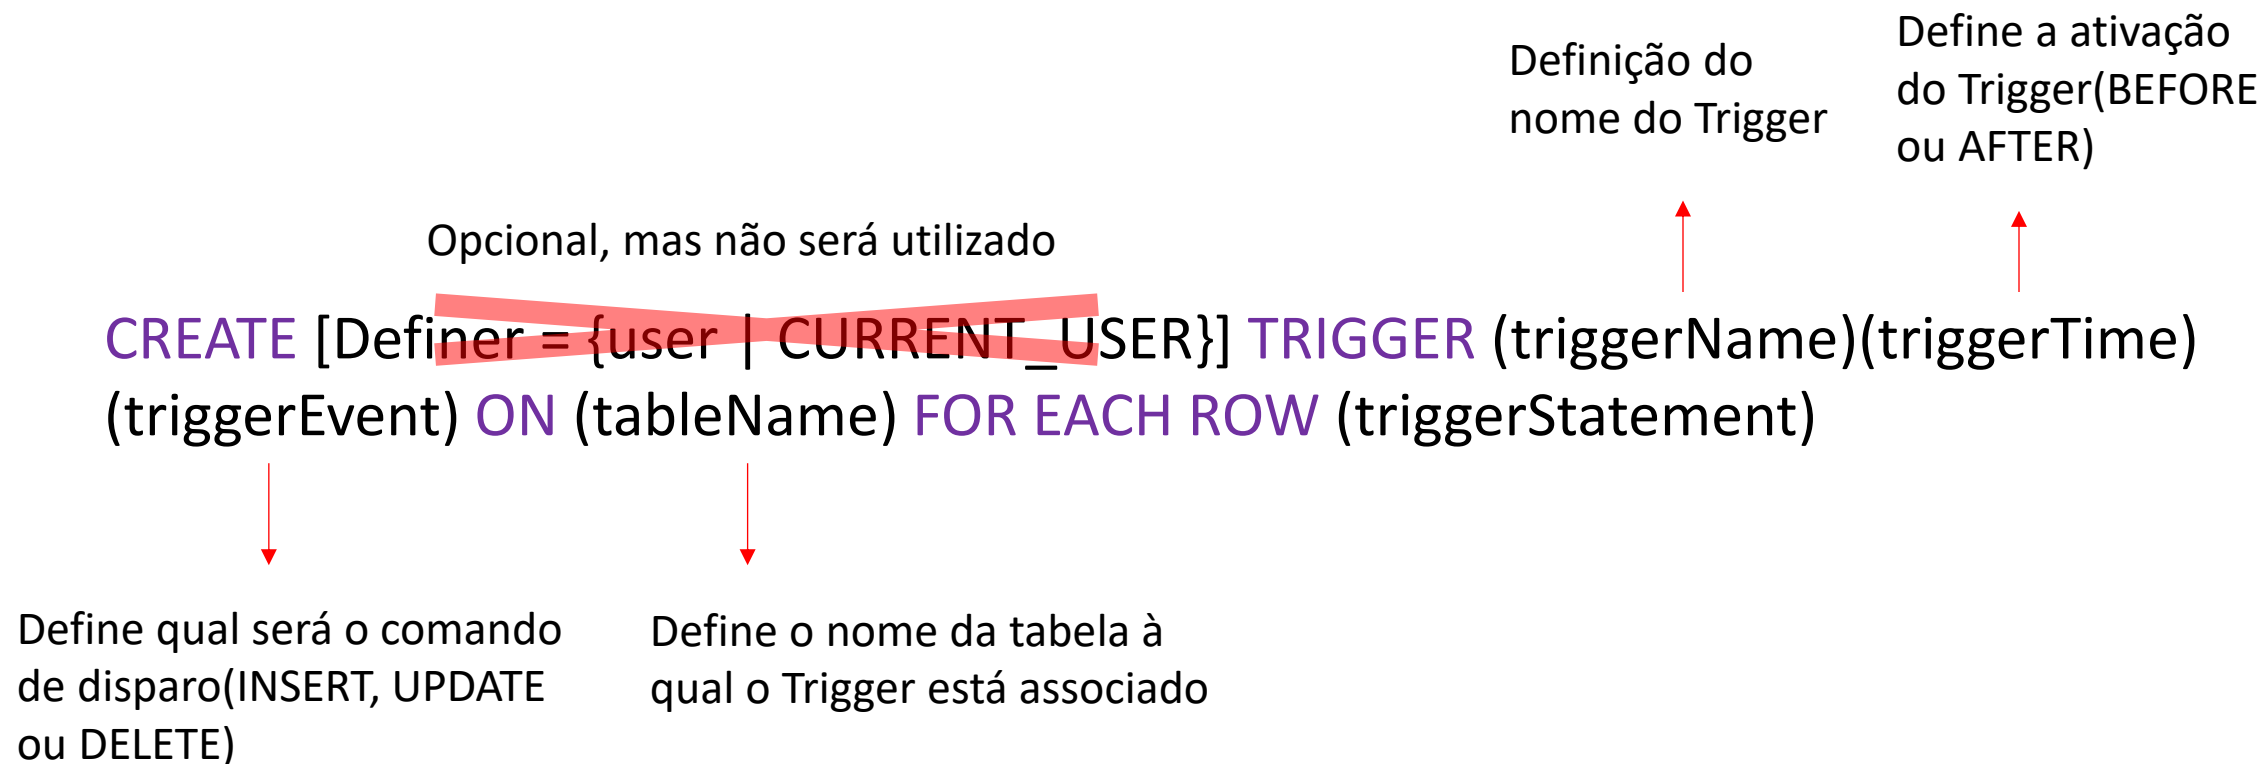 Definição do
nome do Trigger
Define a ativação
do Trigger(BEFORE
ou AFTER)
Opcional, mas não será utilizado
CREATE [Definer = {user | CURRENT_USER}] TRIGGER (triggerName)(triggerTime)
(triggerEvent) ON (tableName) FOR EACH ROW (triggerStatement)
Define qual será o comando
de disparo(INSERT, UPDATE
ou DELETE)
Define o nome da tabela à
qual o Trigger está associado